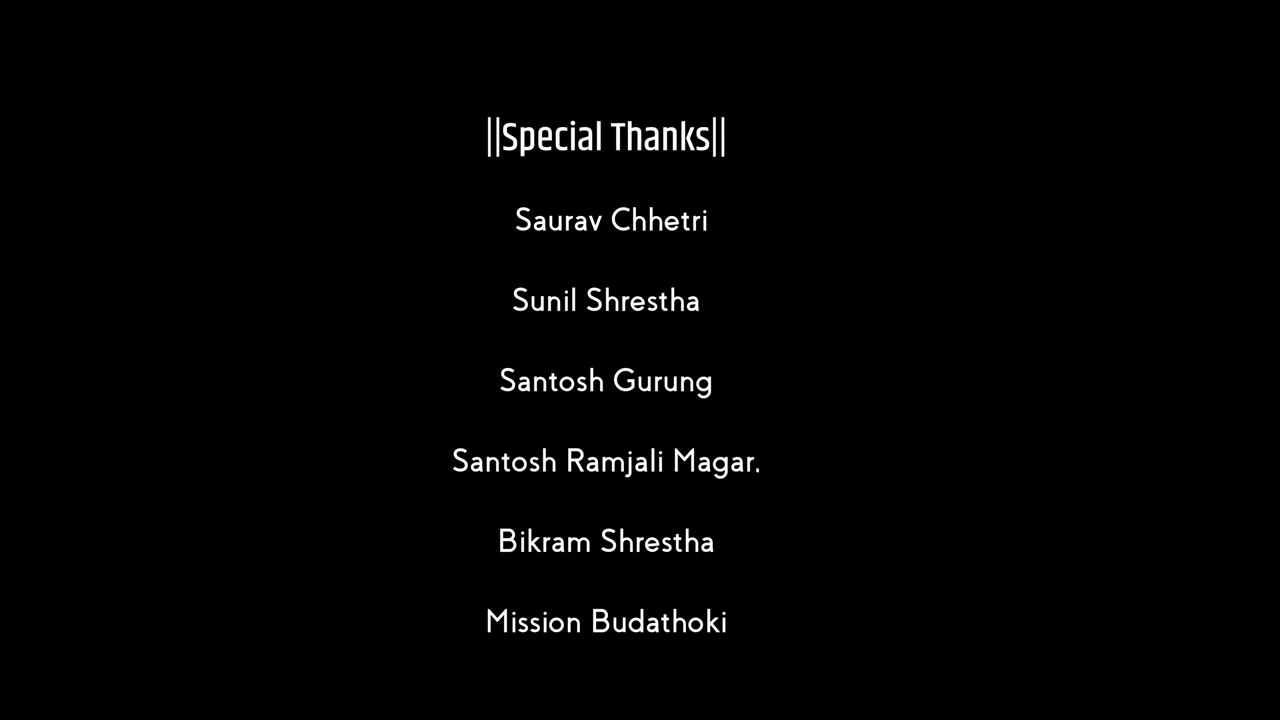 ||Special Thanks||
Saurav Chhetri
Sunil Shrestha
Santosh Gurung
Santosh Ramjali Magar.
Bikram Shrestha
Mission Budathoki